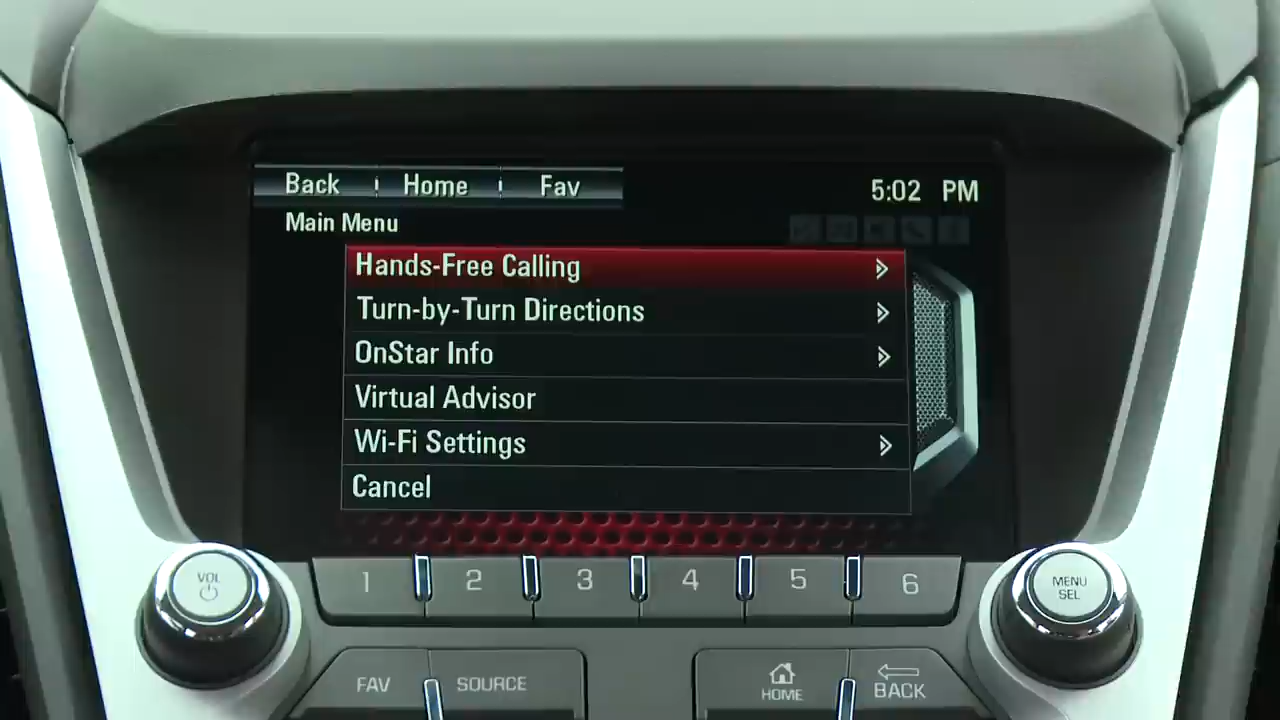 Back Home Fav
5:02 PM
Main Menu
Hands-Free Calling
Turn-by-Turn Directions
OnStar Info
Virtual Advisor
Wi-Fi Settings
Cancel
VOL
1 2 3 4 5 6
MENU
SEL
FAV SOURCE HOME BACK